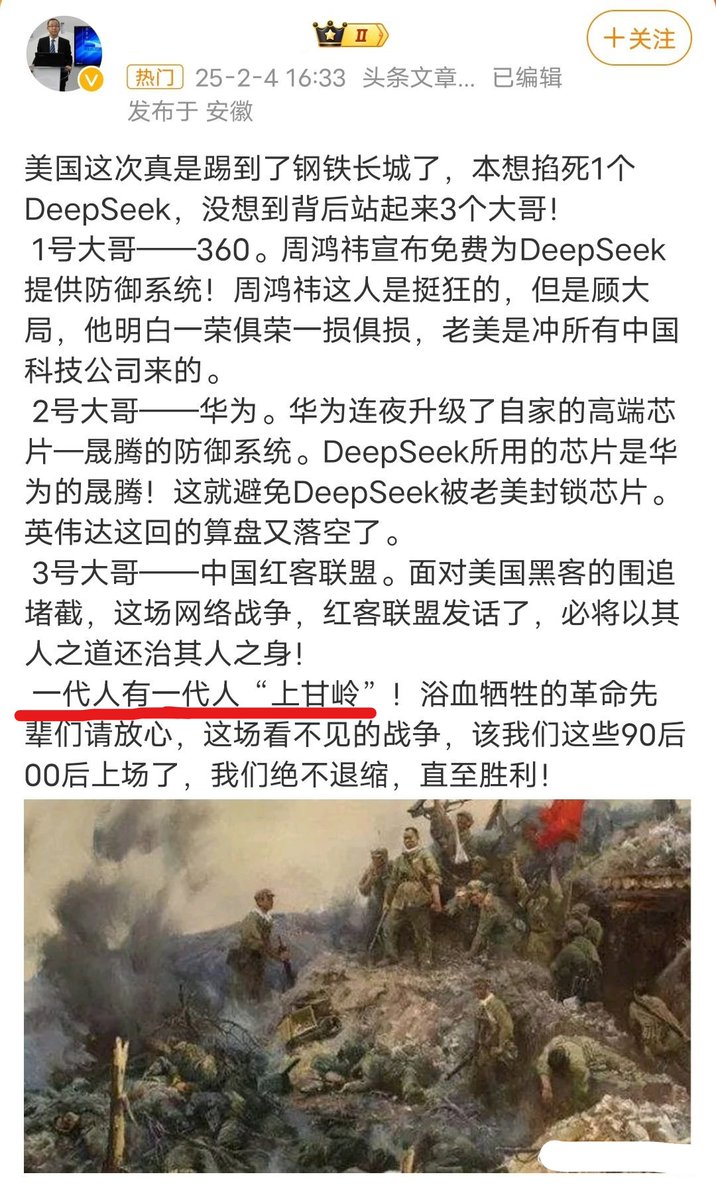 II
+关注
热门 25-2-4 16:33 头条文章... 已编辑
发布于 安徽
美国这次真是踢到了钢铁长城了，本想掐死1个
DeepSeek，没想到背后站起来3个大哥！
1号大哥——360。周鸿祎宣布免费为DeepSeek
提供防御系统！周鸿祎这人是挺狂的，但是顾大
局，他明白一荣俱荣一损俱损，老美是冲所有中国
科技公司来的。
2号大哥——华为。华为连夜升级了自家的高端芯
片—晟腾的防御系统。DeepSeek所用的芯片是华
为的晟腾！这就避免DeepSeek被老美封锁芯片。
英伟达这回的算盘又落空了。
3号大哥——中国红客联盟。面对美国黑客的围追
堵截，这场网络战争，红客联盟发话了，必将以其
人之道还治其人之身！
一代人有一代人“上甘岭”！浴血牺牲的革命先
辈们请放心，这场看不见的战争，该我们这些90后
00后上场了，我们绝不退缩，直至胜利！